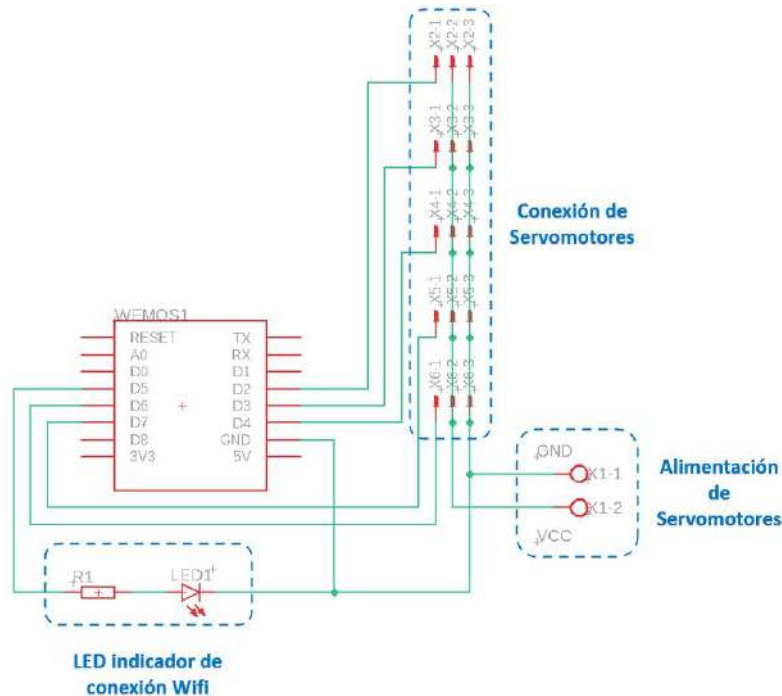 X2-1 X2-2 X2-3
X3-1 X3-2 X3-3
X4-1 X4-2 X4-3
X5-1 X5-2 X5-3
X6-1 X6-2 X6-3
Conexión de
Servomotores
WEMOS1
RESET TX
A0 RX
D0 D1
D5 D2
D6 D3
D7 D4
D8 GND
3V3 5V
GND
X1-1
X1-2
VCC
Alimentación
de
Servomotores
R1 LED1
LED indicador de
conexión Wifi